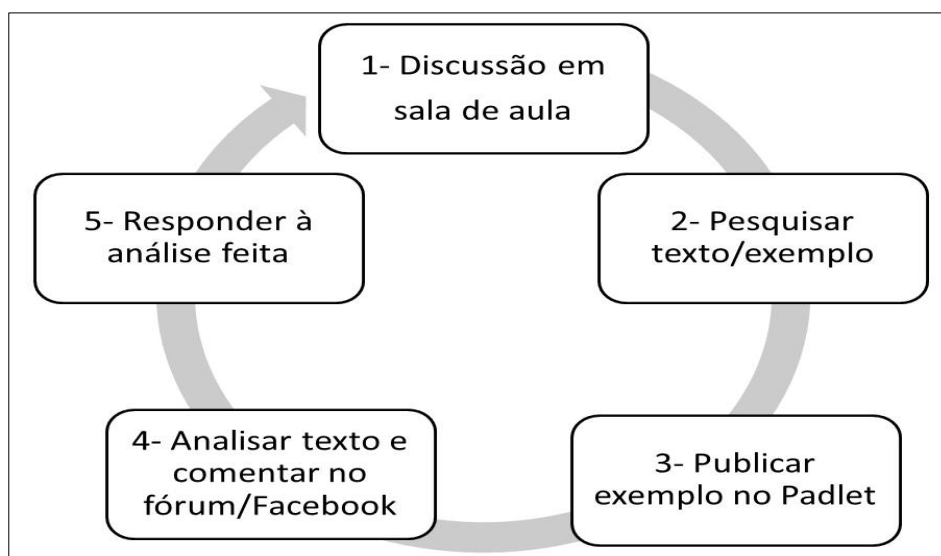 1- Discussão em
sala de aula
2- Pesquisar
texto/exemplo
3- Publicar
exemplo no Padlet
4- Analisar texto e
comentar no
fórum/Facebook
5- Responder à
análise feita